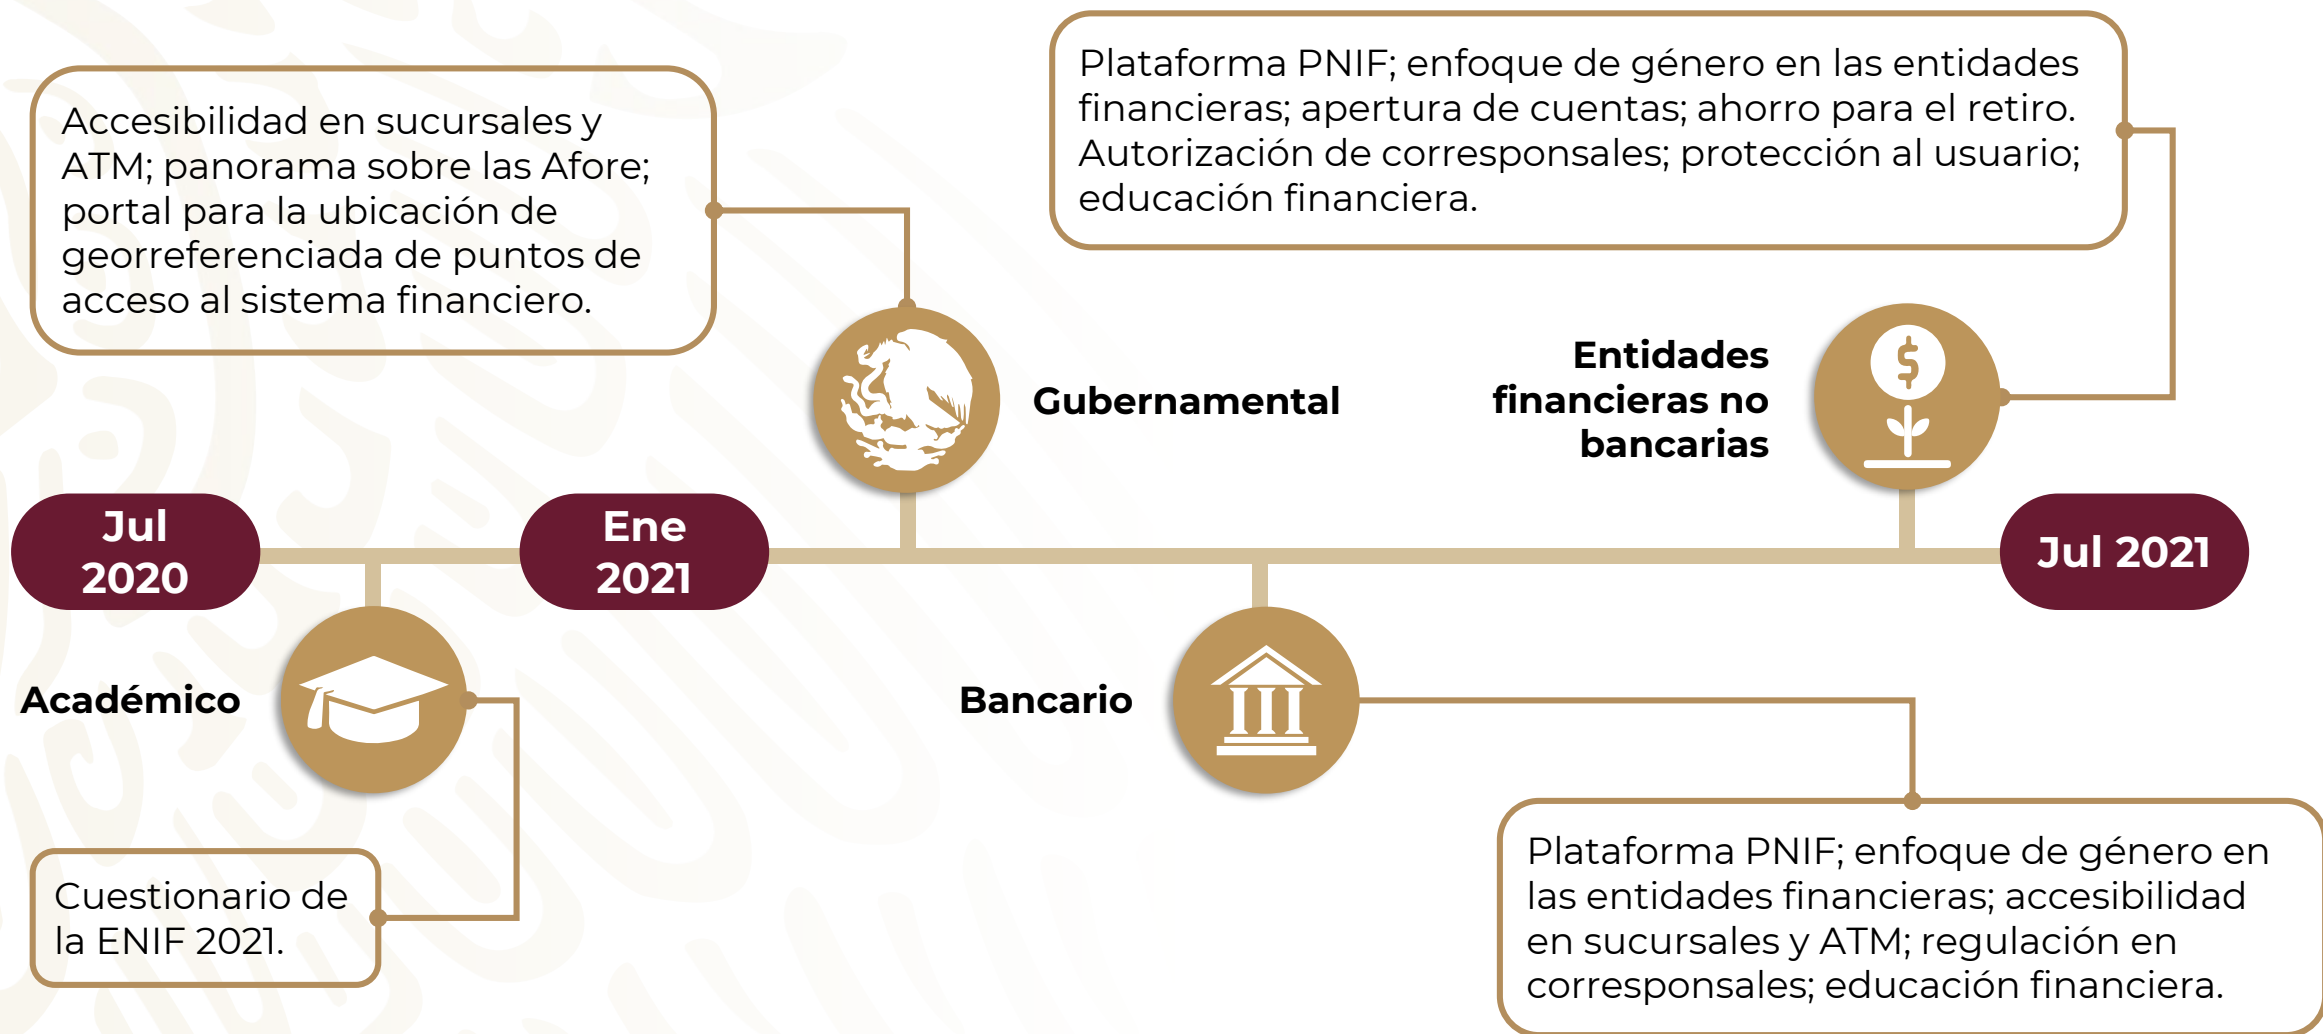 Accesibilidad en sucursales y
ATM; panorama sobre las Afore;
portal para la ubicación de
georreferenciada de puntos de
acceso al sistema financiero.
Plataforma PNIF; enfoque de género en las entidades
financieras; apertura de cuentas; ahorro para el retiro.
Autorización de corresponsales; protección al usuario;
educación financiera.
Gubernamental
Entidades
financieras no
bancarias
$
Jul
2020
Ene
2021
Jul 2021
Académico
Bancario
Cuestionario de
la ENIF 2021.
Plataforma PNIF; enfoque de género en
las entidades financieras; accesibilidad
en sucursales y ATM; regulación en
corresponsales; educación financiera.